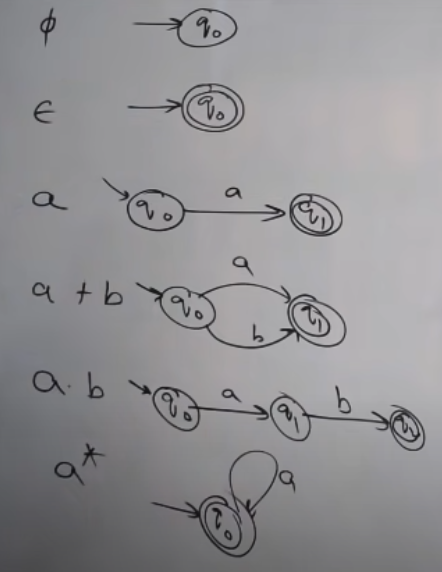 ϕ q₀
ϵ q₀
a q₀ a q₁
a + b q₀ a b q₁
a · b q₀ a q₁ b q₂
a* q₀ a